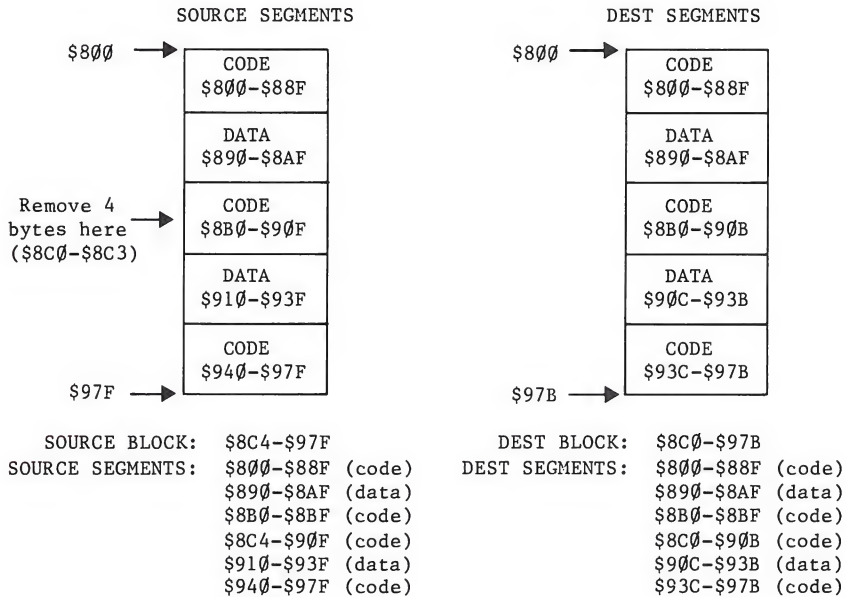 SOURCE SEGMENTS
$8ØØ
CODE
$8ØØ-$88F
DATA
$89Ø-$8AF
Remove 4
bytes here
($8CØ-$8C3)
CODE
$8BØ-$9ØF
DATA
$91Ø-$93F
CODE
$94Ø-$97F
$97F
SOURCE BLOCK: $8C4-$97F
SOURCE SEGMENTS: $8ØØ-$88F (code)
$89Ø-$8AF (data)
$8BØ-$8BF (code)
$8C4-$9ØF (code)
$91Ø-$93F (data)
$94Ø-$97F (code)
DEST SEGMENTS
$8ØØ
CODE
$8ØØ-$88F
DATA
$89Ø-$8AF
CODE
$8BØ-$9ØB
DATA
$9ØC-$93B
CODE
$93C-$97B
$97B
DEST BLOCK: $8CØ-$97B
DEST SEGMENTS: $8ØØ-$88F (code)
$89Ø-$8AF (data)
$8BØ-$8BF (code)
$8CØ-$9ØB (code)
$9ØC-$93B (data)
$93C-$97B (code)